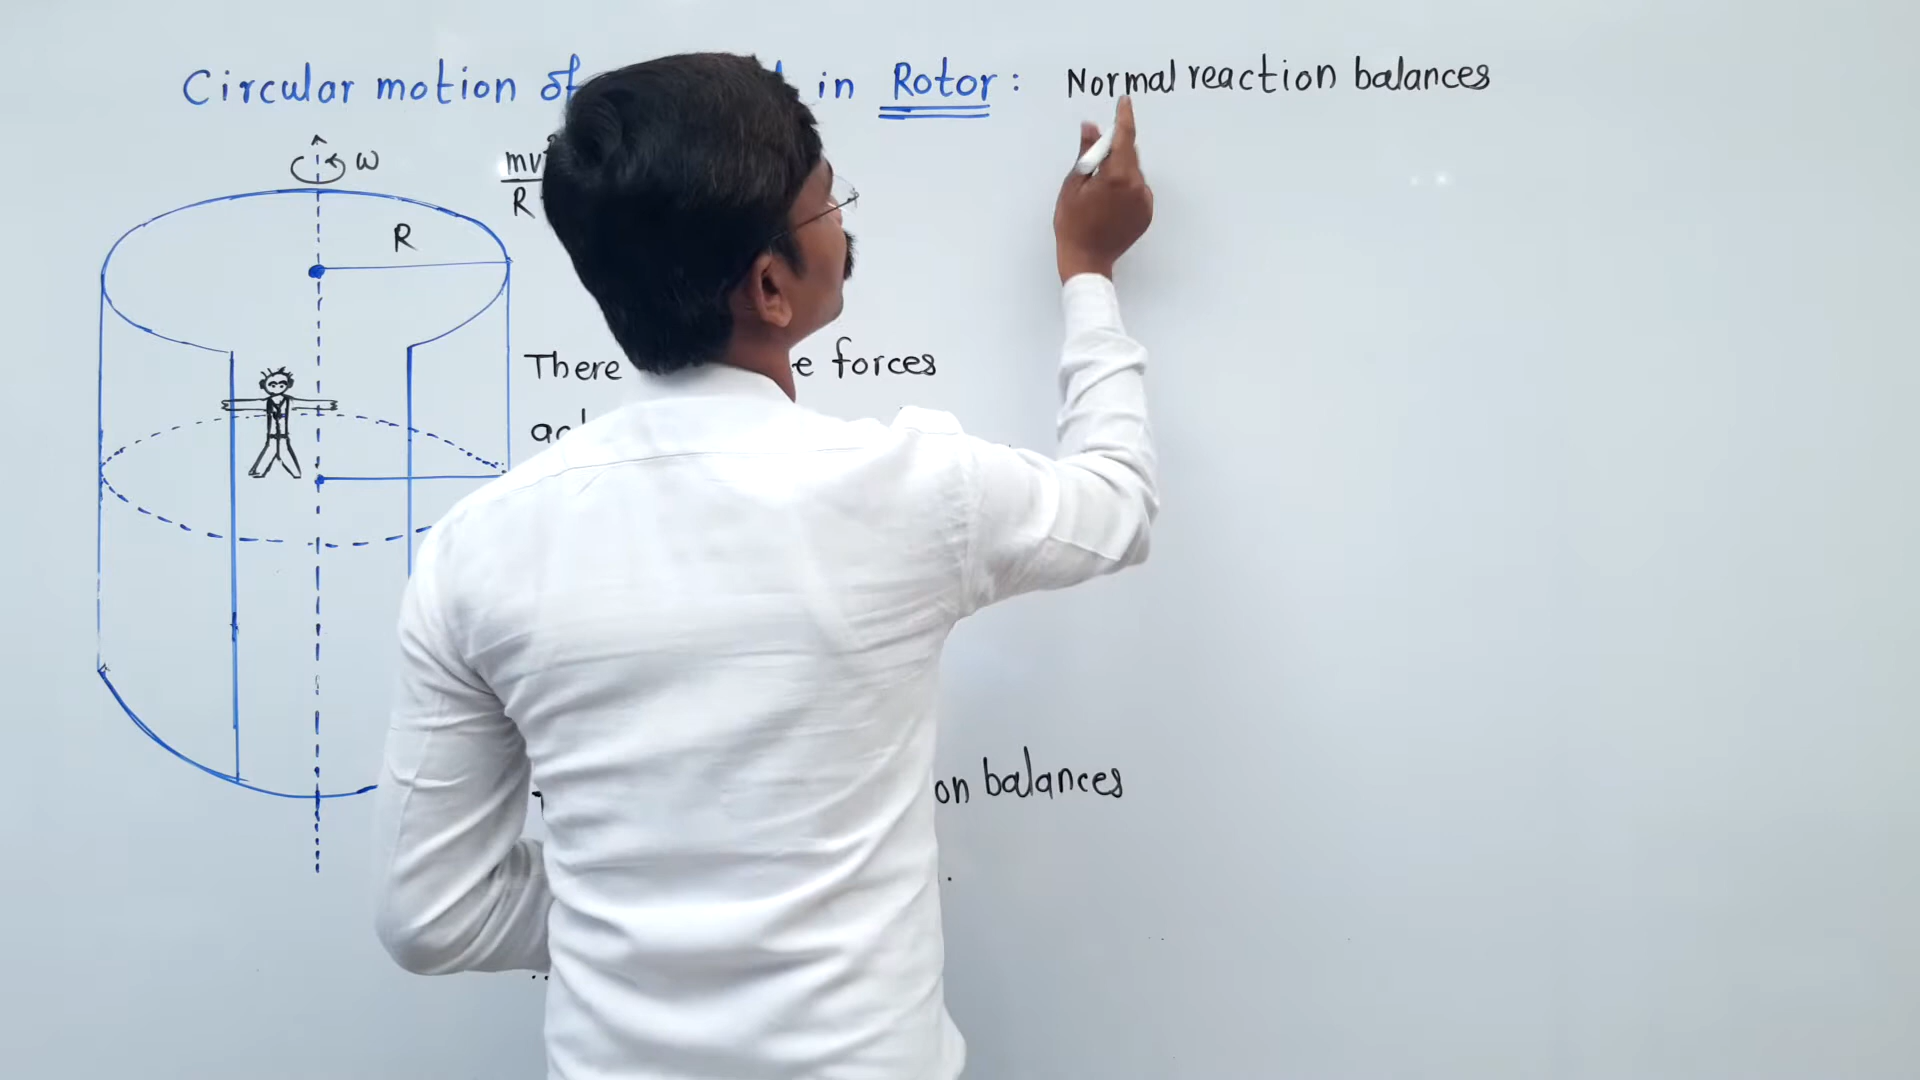 Circular motion of in Rotor :
Normal reaction balances
ω
mv
R
R
There forces
on balances